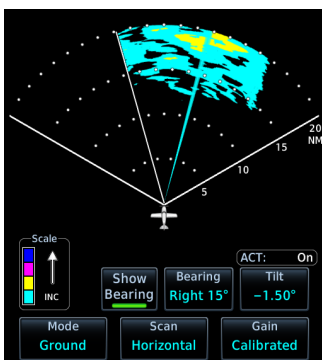 20
NM
15
10
5
Scale
INC
ACT: On
Show
Bearing
Bearing
Right 15°
Tilt
−1.50°
Mode
Ground
Scan
Horizontal
Gain
Calibrated